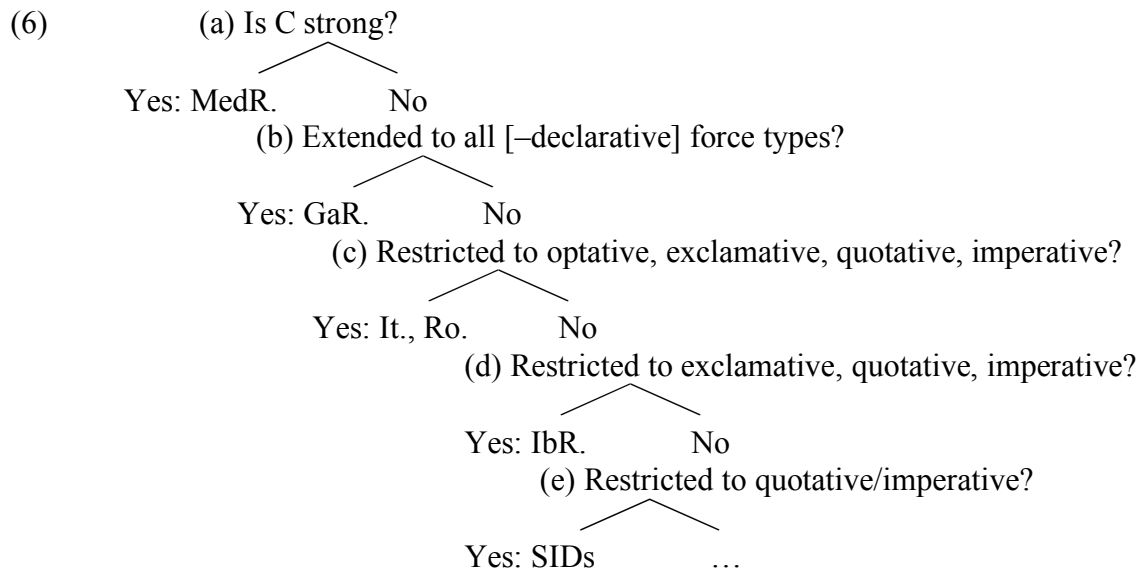 (6) (a) Is C strong?
Yes: MedR. No
(b) Extended to all [–declarative] force types?
Yes: GaR. No
(c) Restricted to optative, exclamative, quotative, imperative?
Yes: It., Ro. No
(d) Restricted to exclamative, quotative, imperative?
Yes: IbR. No
(e) Restricted to quotative/imperative?
Yes: SIDs …